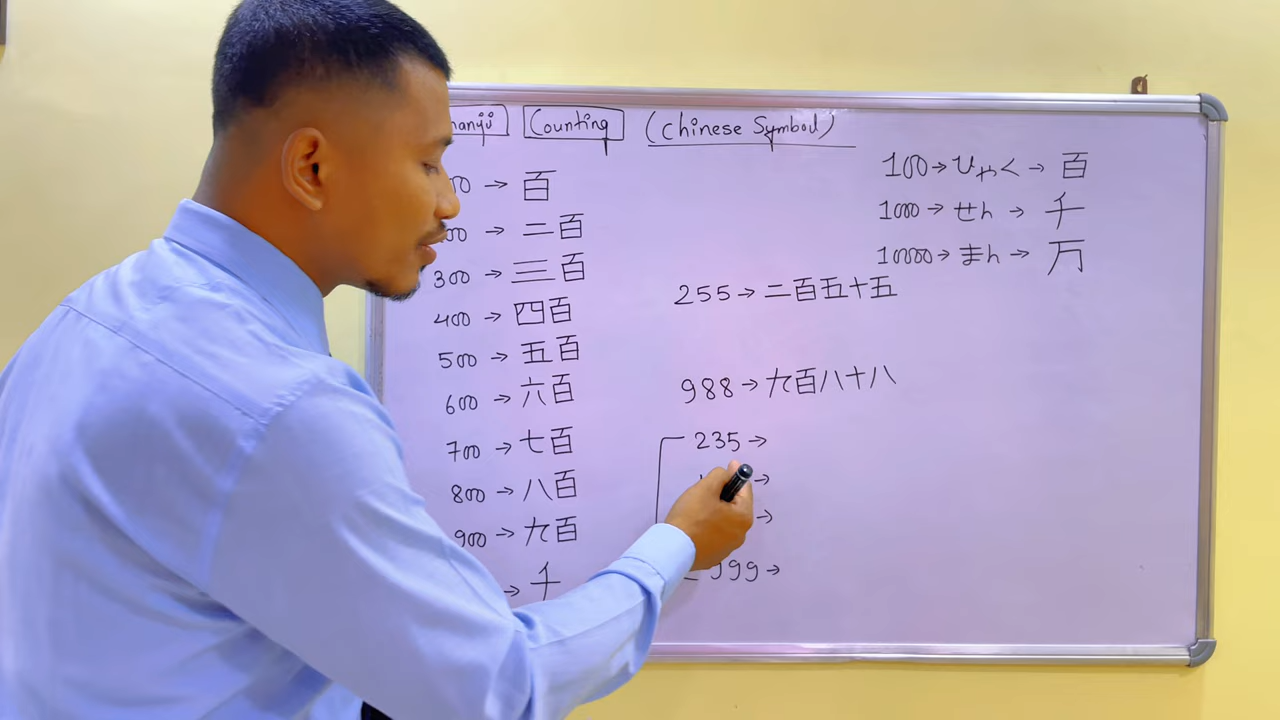 Counting (Chinese Symbol)
→ 百
→ 二百
300 → 三百
400 → 四百
500 → 五百
600 → 六百
700 → 七百
800 → 八百
900 → 九百
→ 千
100 → ひゃく → 百
1000 → せん → 千
10000 → まん → 万
255 → 二百五十五
988 → 九百八十八
235 →
→
→
999 →